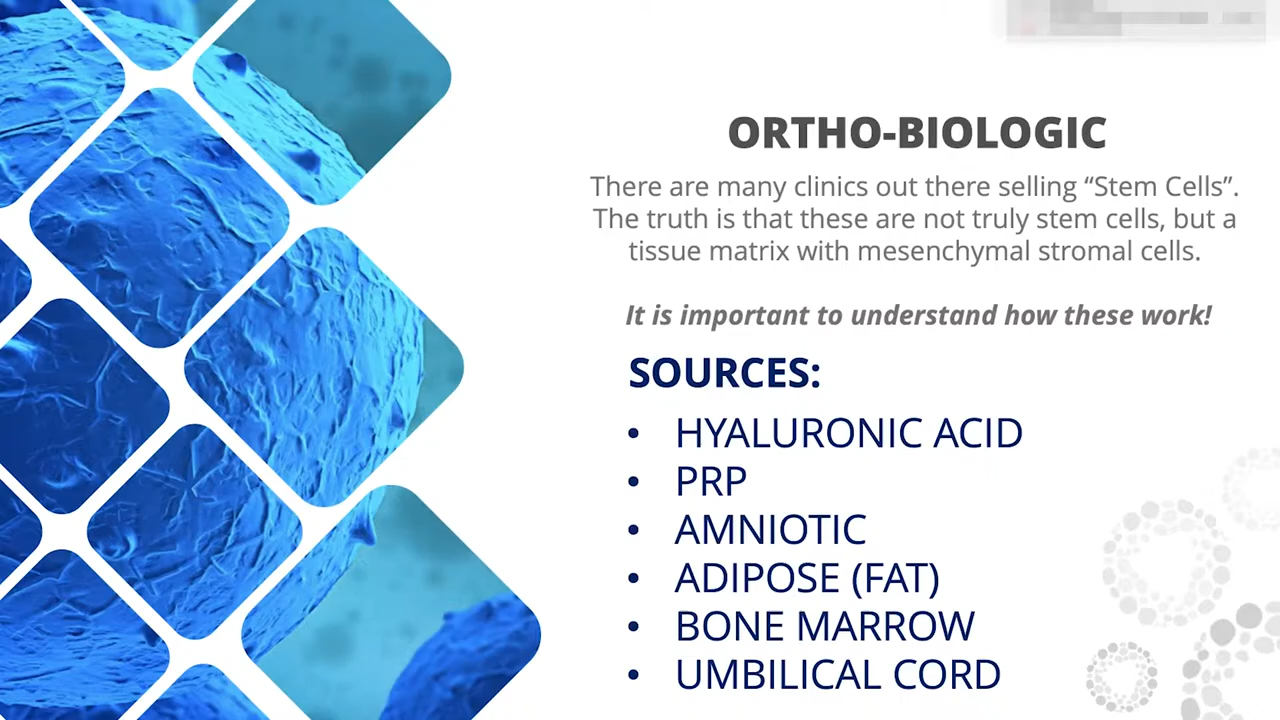 ORTHO-BIOLOGIC
There are many clinics out there selling “Stem Cells”.
The truth is that these are not truly stem cells, but a
tissue matrix with mesenchymal stromal cells.
It is important to understand how these work!
SOURCES:
• HYALURONIC ACID
• PRP
• AMNIOTIC
• ADIPOSE (FAT)
• BONE MARROW
• UMBILICAL CORD